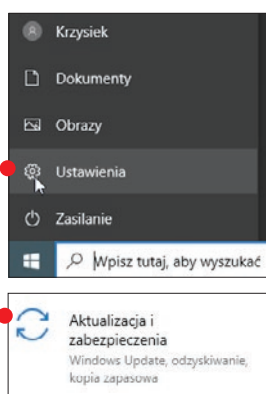 Krzysiek
Dokumenty
Obrazy
Ustawienia
Zasilanie
Wpisz tutaj, aby wyszukać
Aktualizacja i
zabezpieczenia
Windows Update, odzyskiwanie,
kopia zapasowa